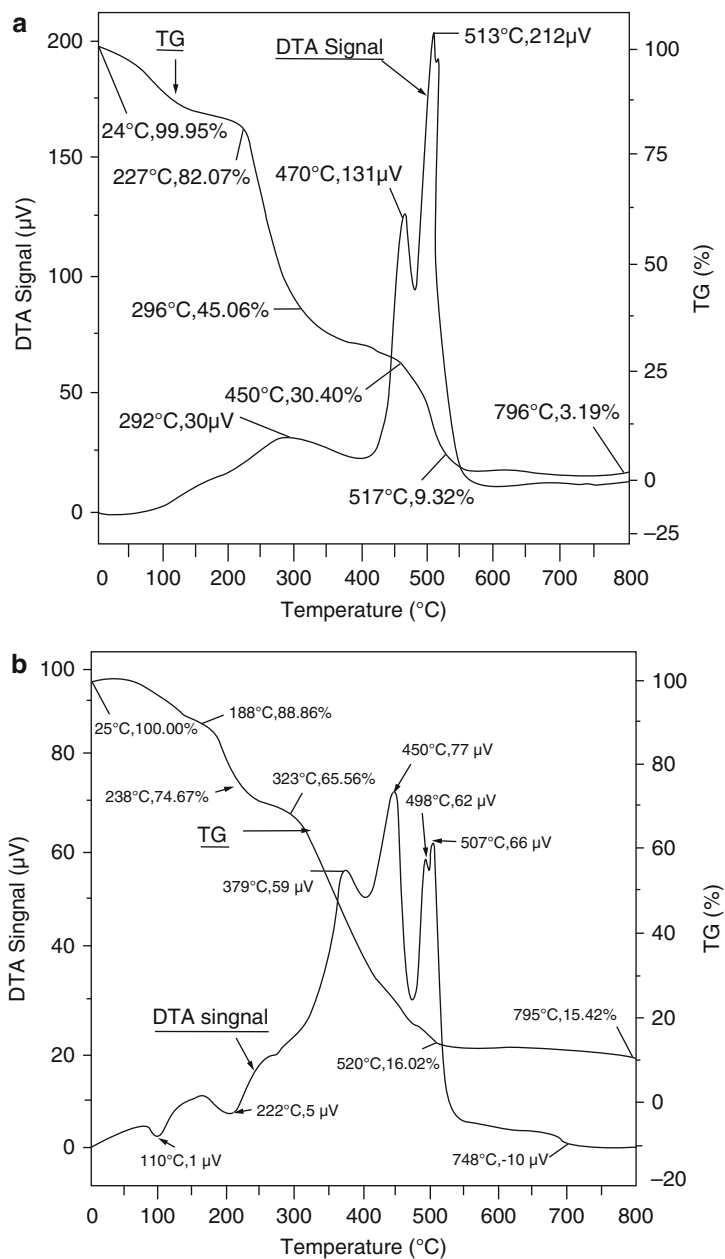 a
TG
DTA Signal
513°C,212µV
24°C,99.95%
227°C,82.07%
470°C,131µV
296°C,45.06%
450°C,30.40%
292°C,30µV
796°C,3.19%
517°C,9.32%
200
150
100
50
0
DTA Signal (µV)
100
75
50
25
0
–25
TG (%)
0 100 200 300 400 500 600 700 800
Temperature (°C)
b
25°C,100.00%
188°C,88.86%
450°C,77 µV
238°C,74.67%
323°C,65.56%
498°C,62 µV
TG
507°C,66 µV
379°C,59 µV
DTA singnal
795°C,15.42%
520°C,16.02%
222°C,5 µV
110°C,1 µV
748°C,-10 µV
100
80
60
40
20
0
DTA Singnal (µV)
100
80
60
40
20
0
–20
TG (%)
0 100 200 300 400 500 600 700 800
Temperature (°C)